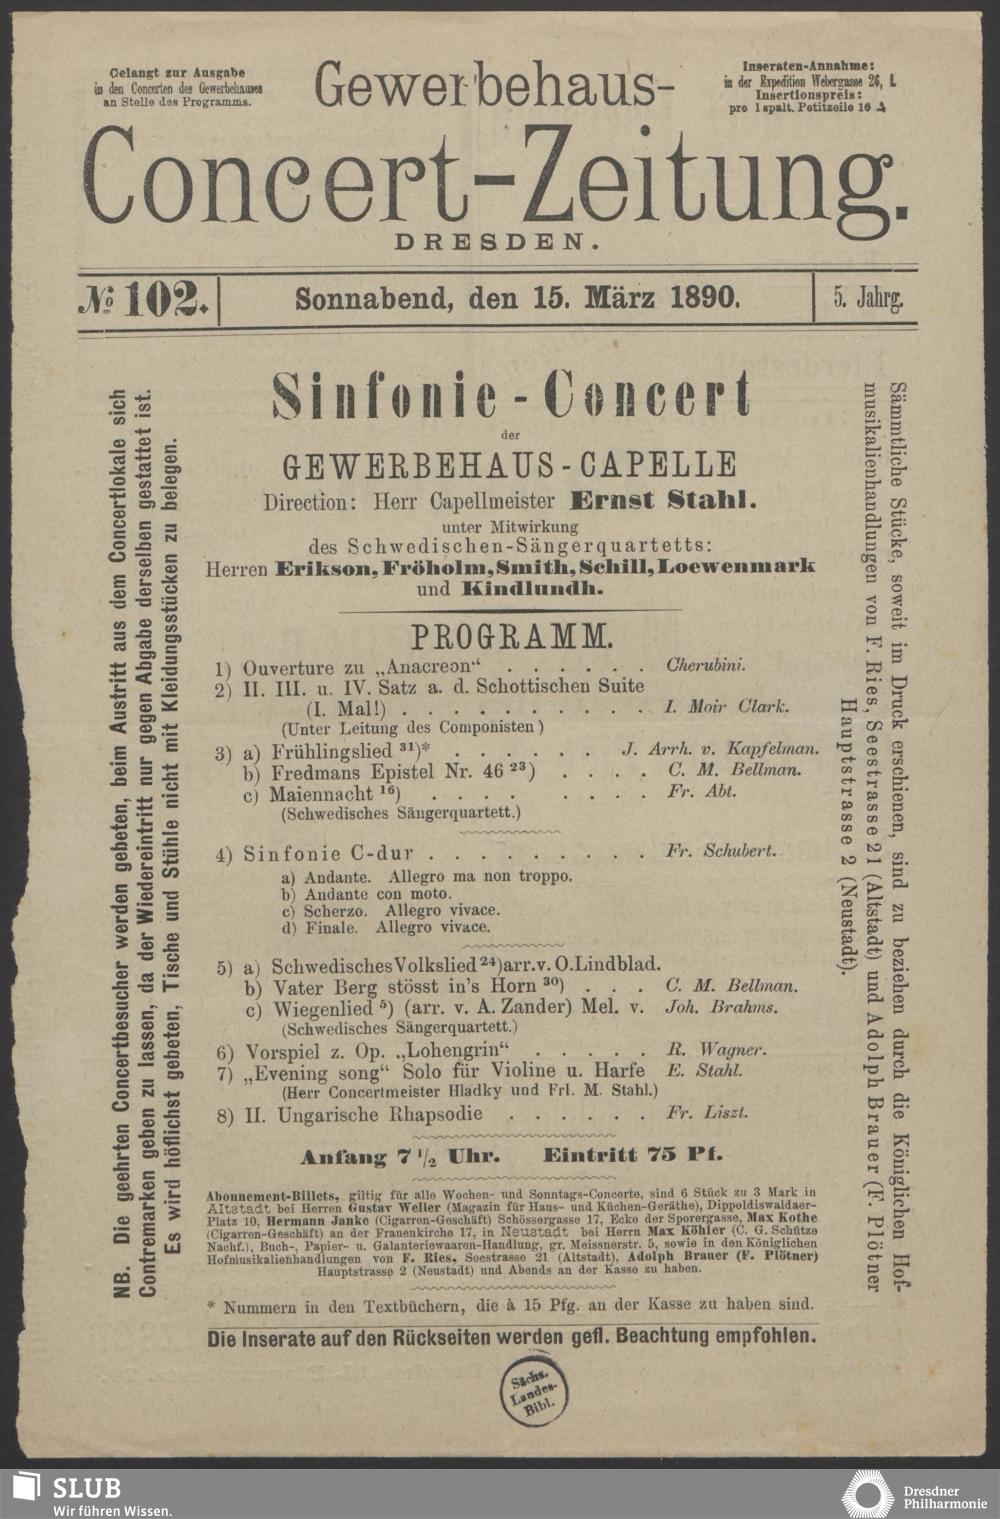 Gelangt zur Ausgabe
in den Concerten des Gewerbehauses
an Stelle des Programms.
Gewerbehaus-
Inseraten-Annahme:
in der Expedition Webergasse 26, I.
Insertionspreis:
pro 1 spalt. Petitzeile 10 ₰
Concert-Zeitung.
DRESDEN.
№ 102.
Sonnabend, den 15. März 1890.
5. Jahrg.
NB. Die geehrten Concertbesucher werden gebeten, beim Austritt aus dem Concertlokale sich
Contremarken geben zu lassen, da der Wiedereintritt nur gegen Abgabe derselben gestattet ist.
Es wird höflichst gebeten, Tische und Stühle nicht mit Kleidungsstücken zu belegen.
Sinfonie-Concert
der
GEWERBEHAUS-CAPELLE
Direction: Herr Capellmeister Ernst Stahl.
unter Mitwirkung
des Schwedischen-Sängerquartetts:
Herren Erikson, Fröholm, Smith, Schill, Loewenmark
und Kindlundh.
PROGRAMM.
1) Ouverture zu „Anacreon“ . . . . . . Cherubini.
2) II. III. u. IV. Satz a. d. Schottischen Suite
(I. Mal!) . . . . . . . . . . I. Moir Clark.
(Unter Leitung des Componisten)
3) a) Frühlingslied 31)* . . . . . . J. Arrh. v. Kapfelman.
b) Fredmans Epistel Nr. 46 23) . . . . C. M. Bellman.
c) Maiennacht 16) . . . . . . . . Fr. Abt.
(Schwedisches Sängerquartett.)
4) Sinfonie C-dur . . . . . . . . . Fr. Schubert.
a) Andante. Allegro ma non troppo.
b) Andante con moto.
c) Scherzo. Allegro vivace.
d) Finale. Allegro vivace.
5) a) Schwedisches Volkslied 24) arr. v. O. Lindblad.
b) Vater Berg stösst in's Horn 30) . . . C. M. Bellman.
c) Wiegenlied 5) (arr. v. A. Zander) Mel. v. Joh. Brahms.
(Schwedisches Sängerquartett.)
6) Vorspiel z. Op. „Lohengrin“ . . . . . R. Wagner.
7) „Evening song“ Solo für Violine u. Harfe E. Stahl.
(Herr Concertmeister Hladky und Frl. M. Stahl.)
8) II. Ungarische Rhapsodie . . . . . . Fr. Liszt.
Anfang 7 1/2 Uhr. Eintritt 75 Pf.
Abonnement-Billets, giltig für alle Wochen- und Sonntags-Concerte, sind 6 Stück zu 3 Mark in
Altstadt bei Herren Gustav Weller (Magazin für Haus- und Küchen-Geräthe), Dippoldiswaldaer-
Platz 10, Hermann Janke (Cigarren-Geschäft) Schössergasse 17, Ecke der Sporergasse, Max Kothe
(Cigarren-Geschäft) an der Frauenkirche 17, in Neustadt bei Herrn Max Köhler (C. G. Schütze
Nachf.), Buch-, Papier- u. Galanteriewaaren-Handlung, gr. Meissnerstr. 5, sowie in den Königlichen
Hofmusikalienhandlungen von F. Ries, Seestrasse 21 (Altstadt), Adolph Brauer (F. Plötner)
Hauptstrasse 2 (Neustadt) und Abends an der Kasse zu haben.
* Nummern in den Textbüchern, die à 15 Pfg. an der Kasse zu haben sind.
Die Inserate auf den Rückseiten werden gefl. Beachtung empfohlen.
Sämmtliche Stücke, soweit im Druck erschienen, sind zu beziehen durch die Königlichen Hof-
musikalienhandlungen von F. Ries, Seestrasse 21 (Altstadt) und Adolph Brauer (F. Plötner
Hauptstrasse 2 (Neustadt).
Sächs.
Landes-
Bibl.
SLUB
Wir führen Wissen.
Dresdner
Philharmonie